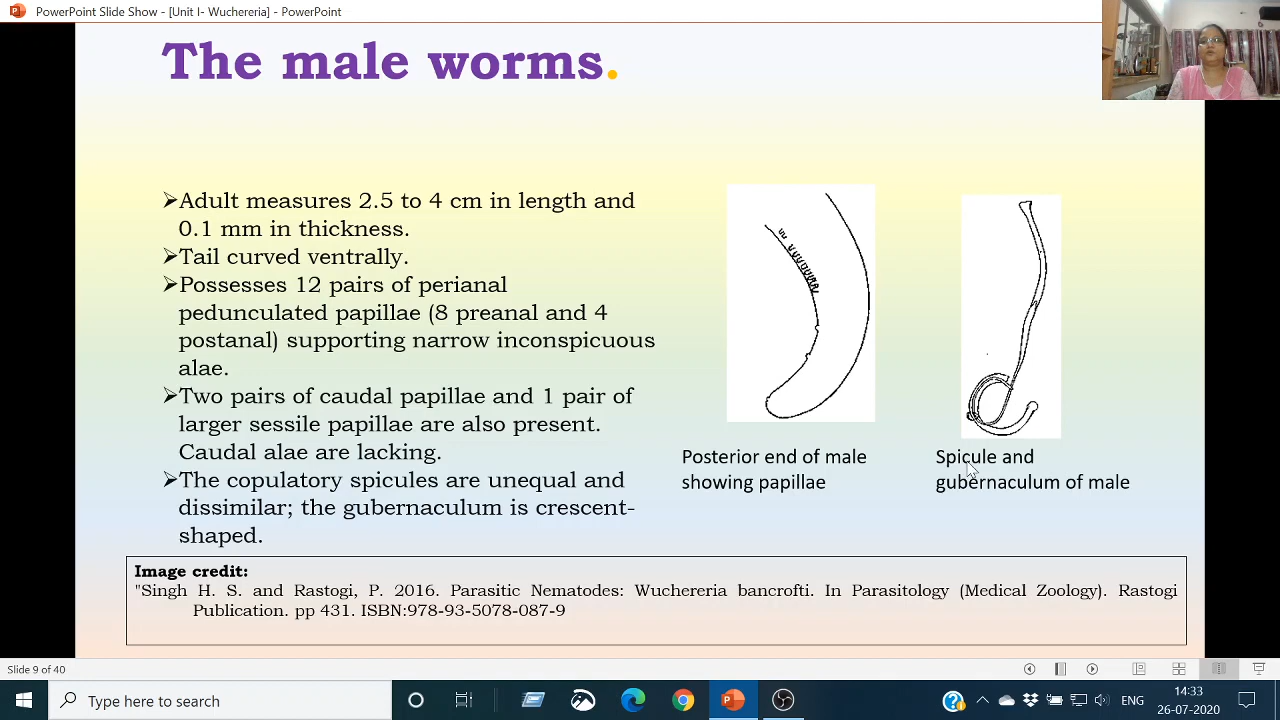 PowerPoint Slide Show - [Unit I- Wuchereria] - PowerPoint
The male worms.
➢Adult measures 2.5 to 4 cm in length and
0.1 mm in thickness.
➢Tail curved ventrally.
➢Possesses 12 pairs of perianal
pedunculated papillae (8 preanal and 4
postanal) supporting narrow inconspicuous
alae.
➢Two pairs of caudal papillae and 1 pair of
larger sessile papillae are also present.
Caudal alae are lacking.
➢The copulatory spicules are unequal and
dissimilar; the gubernaculum is crescent-
shaped.
Posterior end of male
showing papillae
Spicule and
gubernaculum of male
Image credit:
"Singh H. S. and Rastogi, P. 2016. Parasitic Nematodes: Wuchereria bancrofti. In Parasitology (Medical Zoology). Rastogi
Publication. pp 431. ISBN:978-93-5078-087-9
Slide 9 of 40
Type here to search
ENG
14:33
26-07-2020